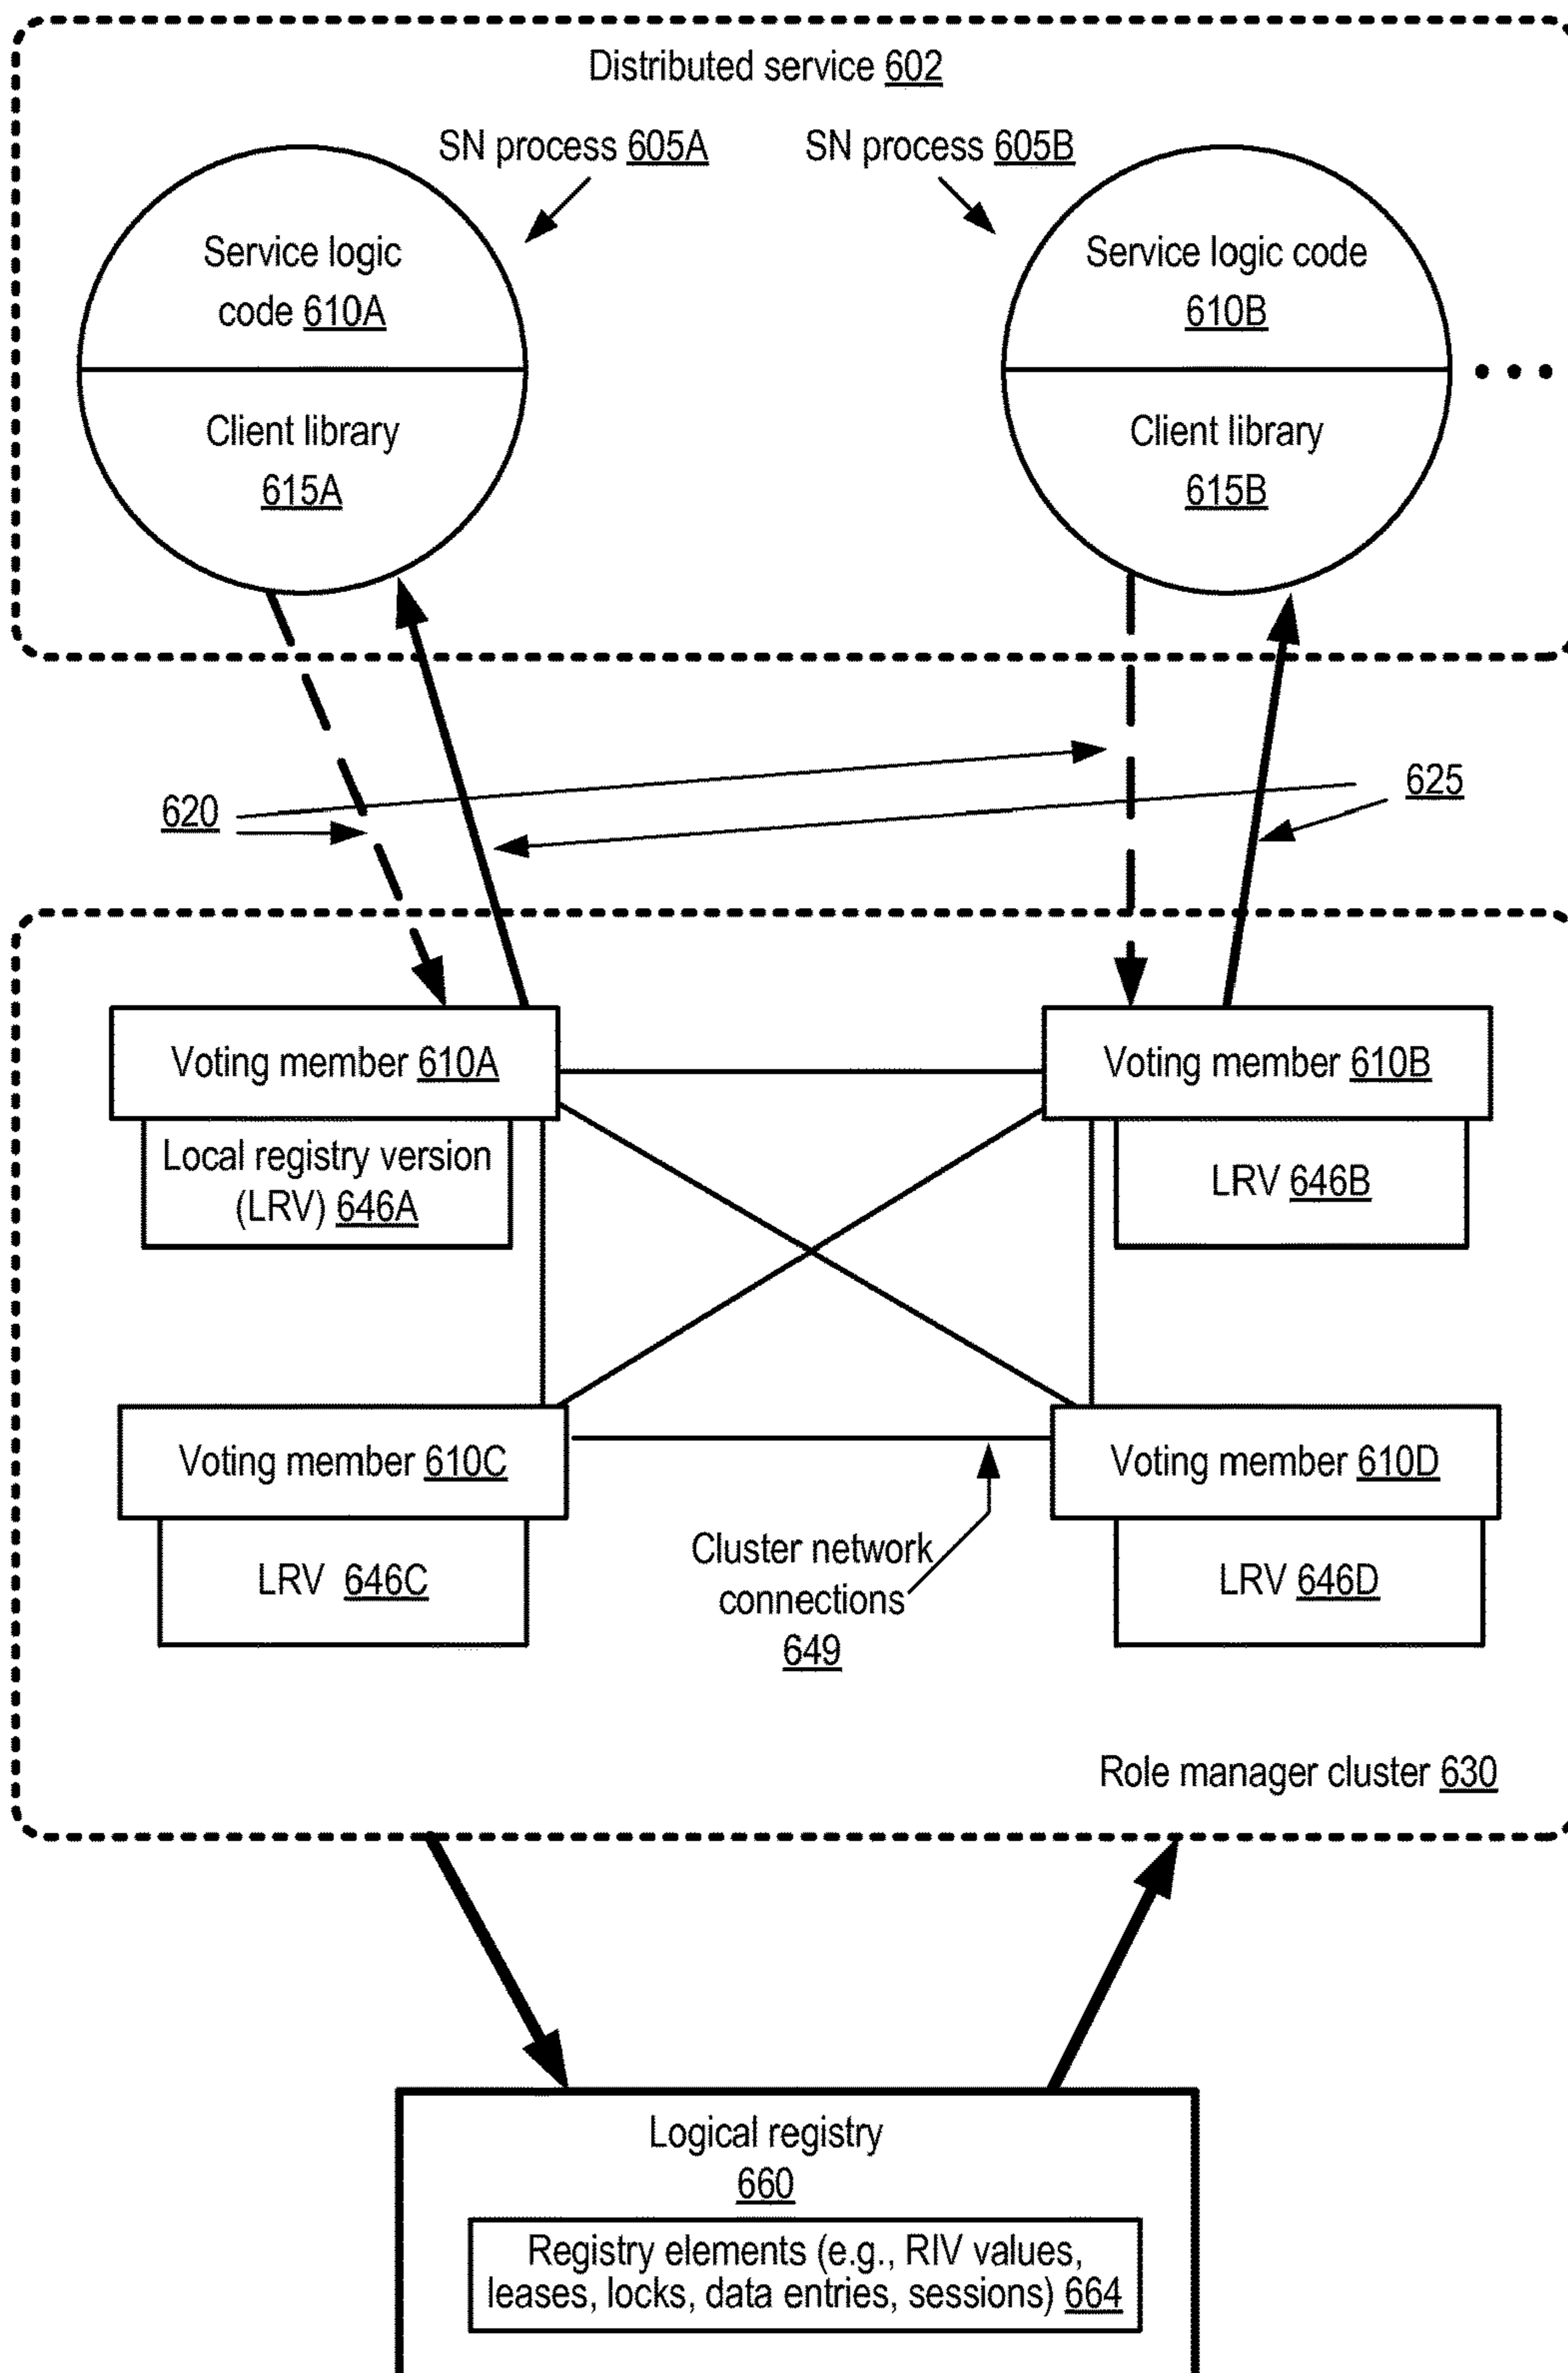 Distributed service 602
SN process 605A
SN process 605B
Service logic
code 610A
Service logic code
610B
Client library
615A
Client library
615B
620
625
Voting member 610A
Voting member 610B
Local registry version
(LRV) 646A
LRV 646B
Voting member 610C
Voting member 610D
LRV 646C
Cluster network
connections
649
LRV 646D
Role manager cluster 630
Logical registry
660
Registry elements (e.g., RIV values,
leases, locks, data entries, sessions) 664